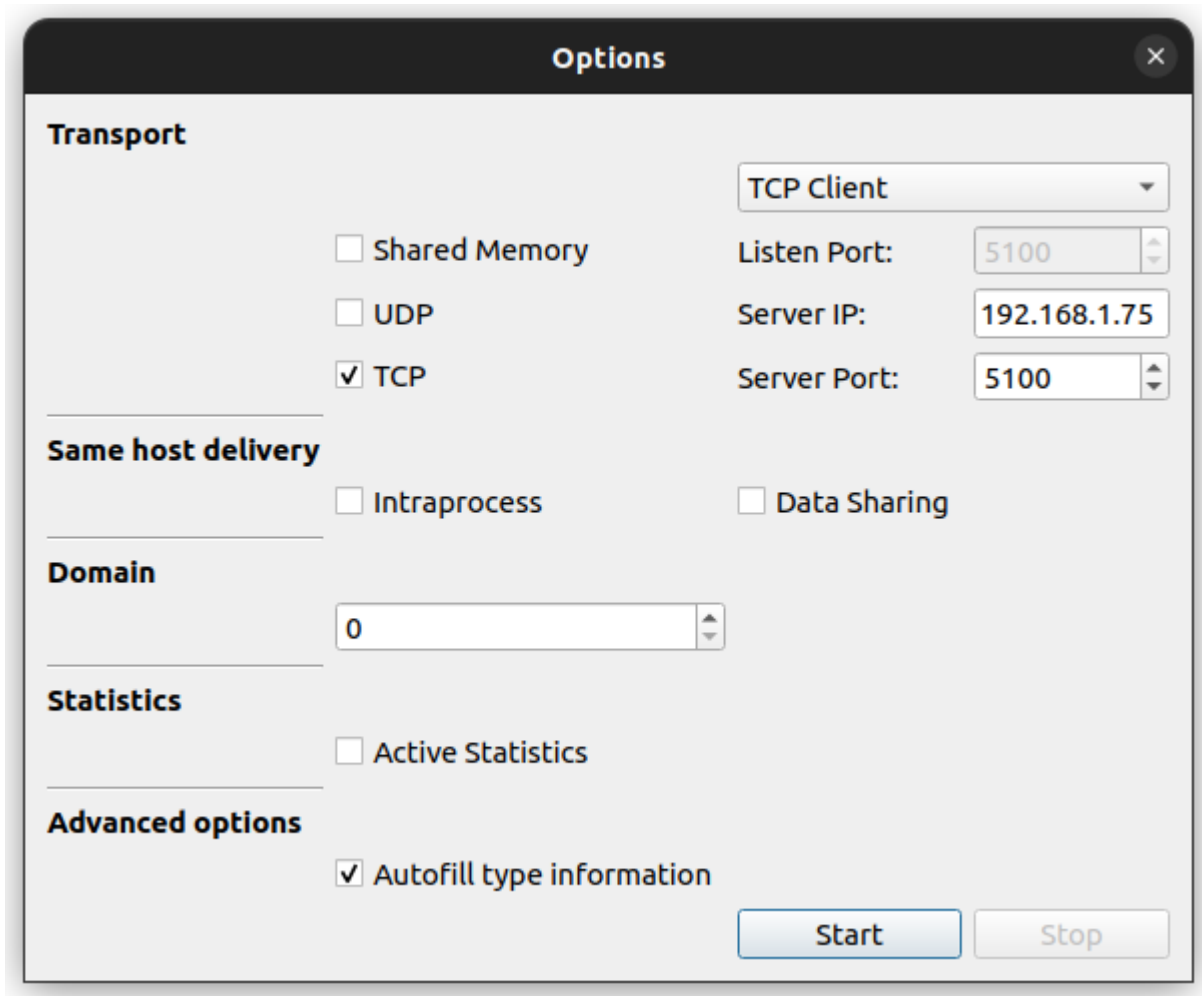 Options
Transport
TCP Client
Shared Memory Listen Port: 5100
UDP Server IP: 192.168.1.75
TCP Server Port: 5100
Same host delivery
Intraprocess Data Sharing
Domain
0
Statistics
Active Statistics
Advanced options
Autofill type information
Start Stop